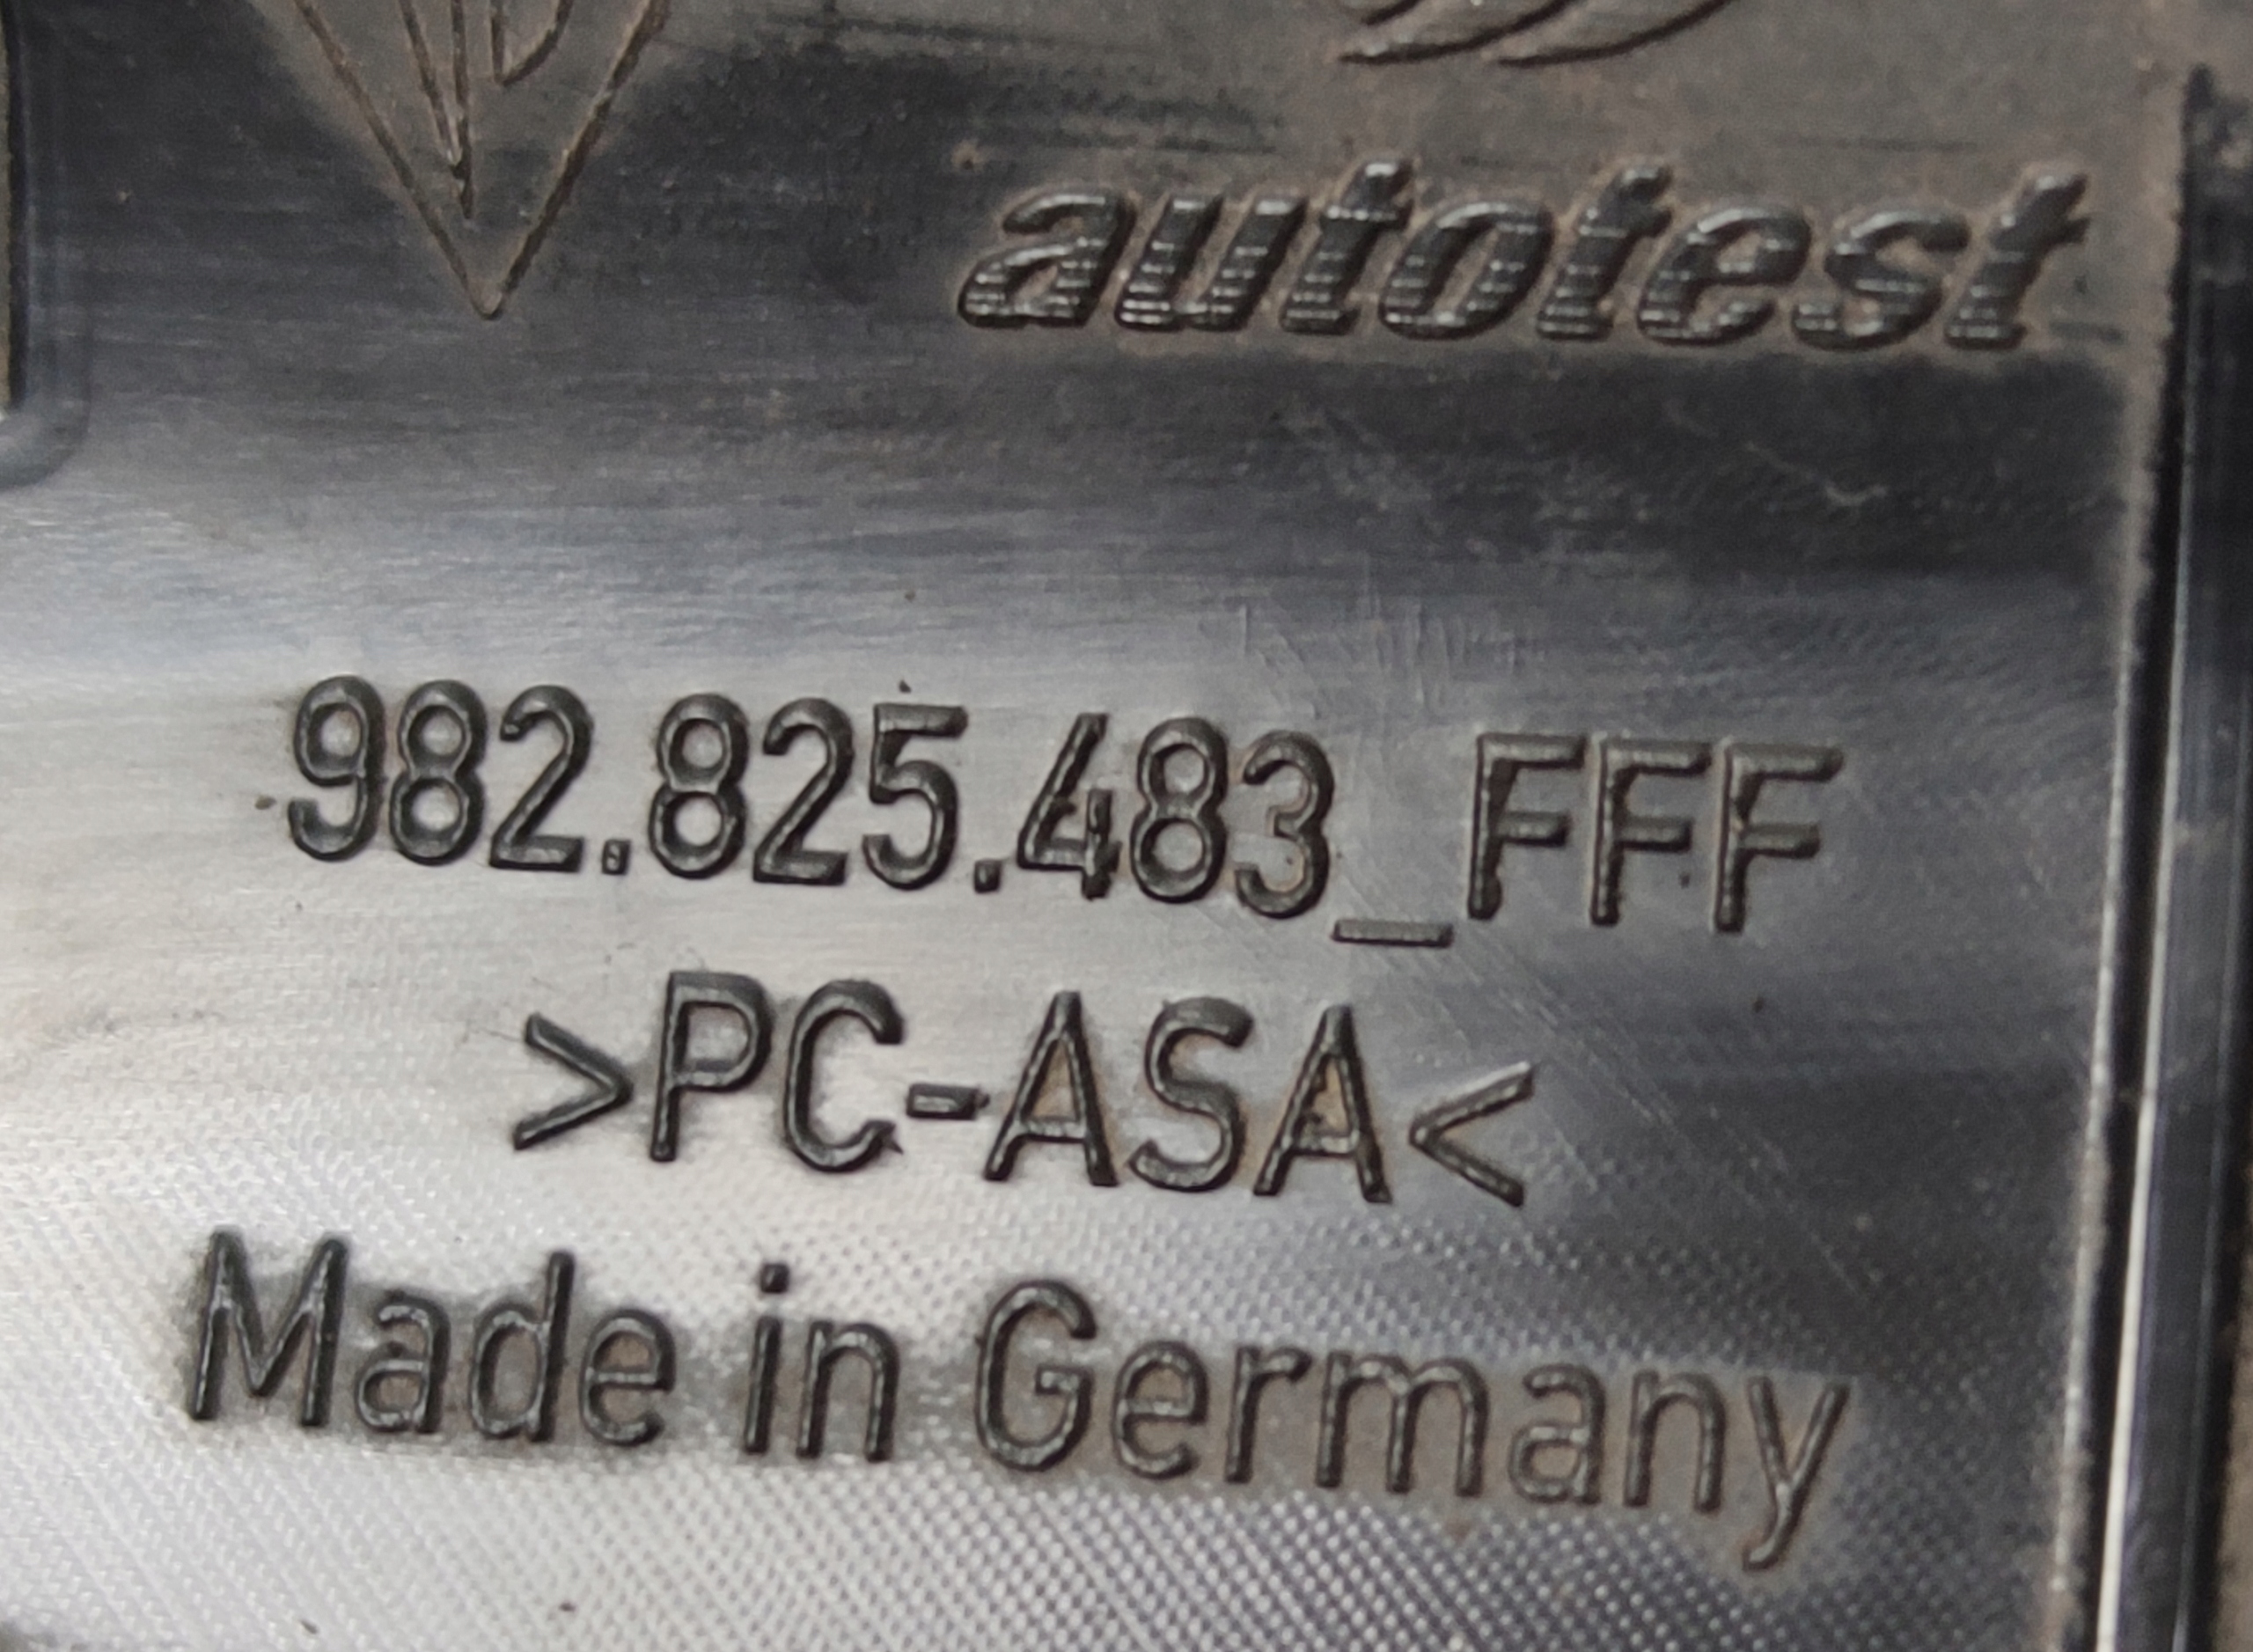 autotest
982.825.483_FFF
>PC-ASA<
Made in Germany